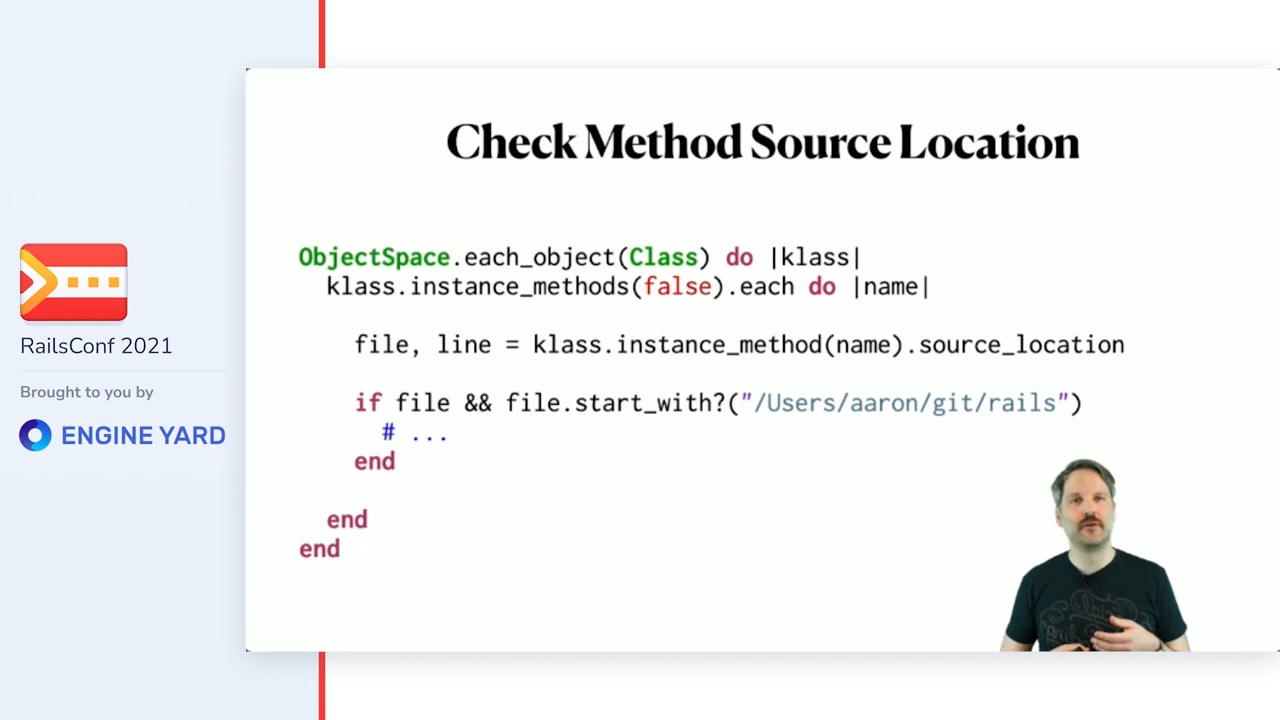 Check Method Source Location
ObjectSpace.each_object(Class) do |klass|
klass.instance_methods(false).each do |name|
file, line = klass.instance_method(name).source_location
if file && file.start_with?("/Users/aaron/git/rails")
# ...
end
end
end
RailsConf 2021
Brought to you by
ENGINE YARD